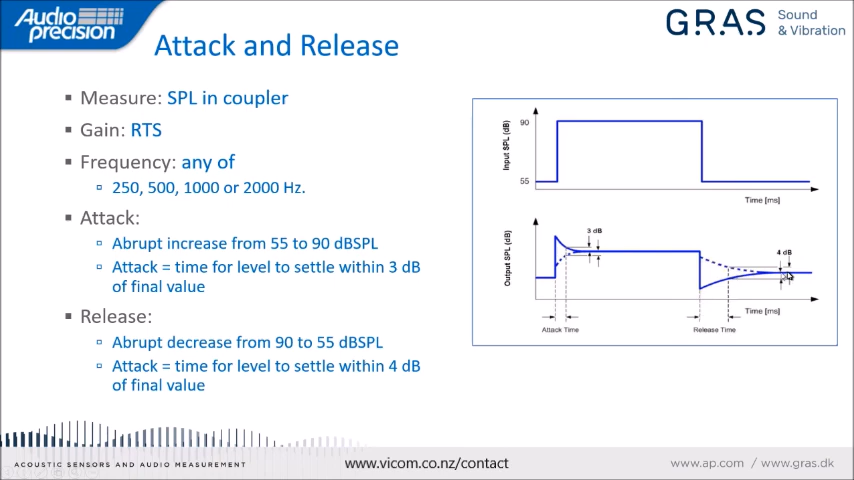 Audio
precision
GRAS Sound
& Vibration
Attack and Release
Measure: SPL in coupler
Gain: RTS
Frequency: any of
250, 500, 1000 or 2000 Hz.
Attack:
Abrupt increase from 55 to 90 dBSPL
Attack = time for level to settle within 3 dB
of final value
Release:
Abrupt decrease from 90 to 55 dBSPL
Attack = time for level to settle within 4 dB
of final value
Input SPL (dB)
90
55
Time [ms]
Output SPL (dB)
3 dB
4 dB
Time [ms]
Attack Time
Release Time
ACOUSTIC SENSORS AND AUDIO MEASUREMENT
www.vicom.co.nz/contact
www.ap.com / www.gras.dk